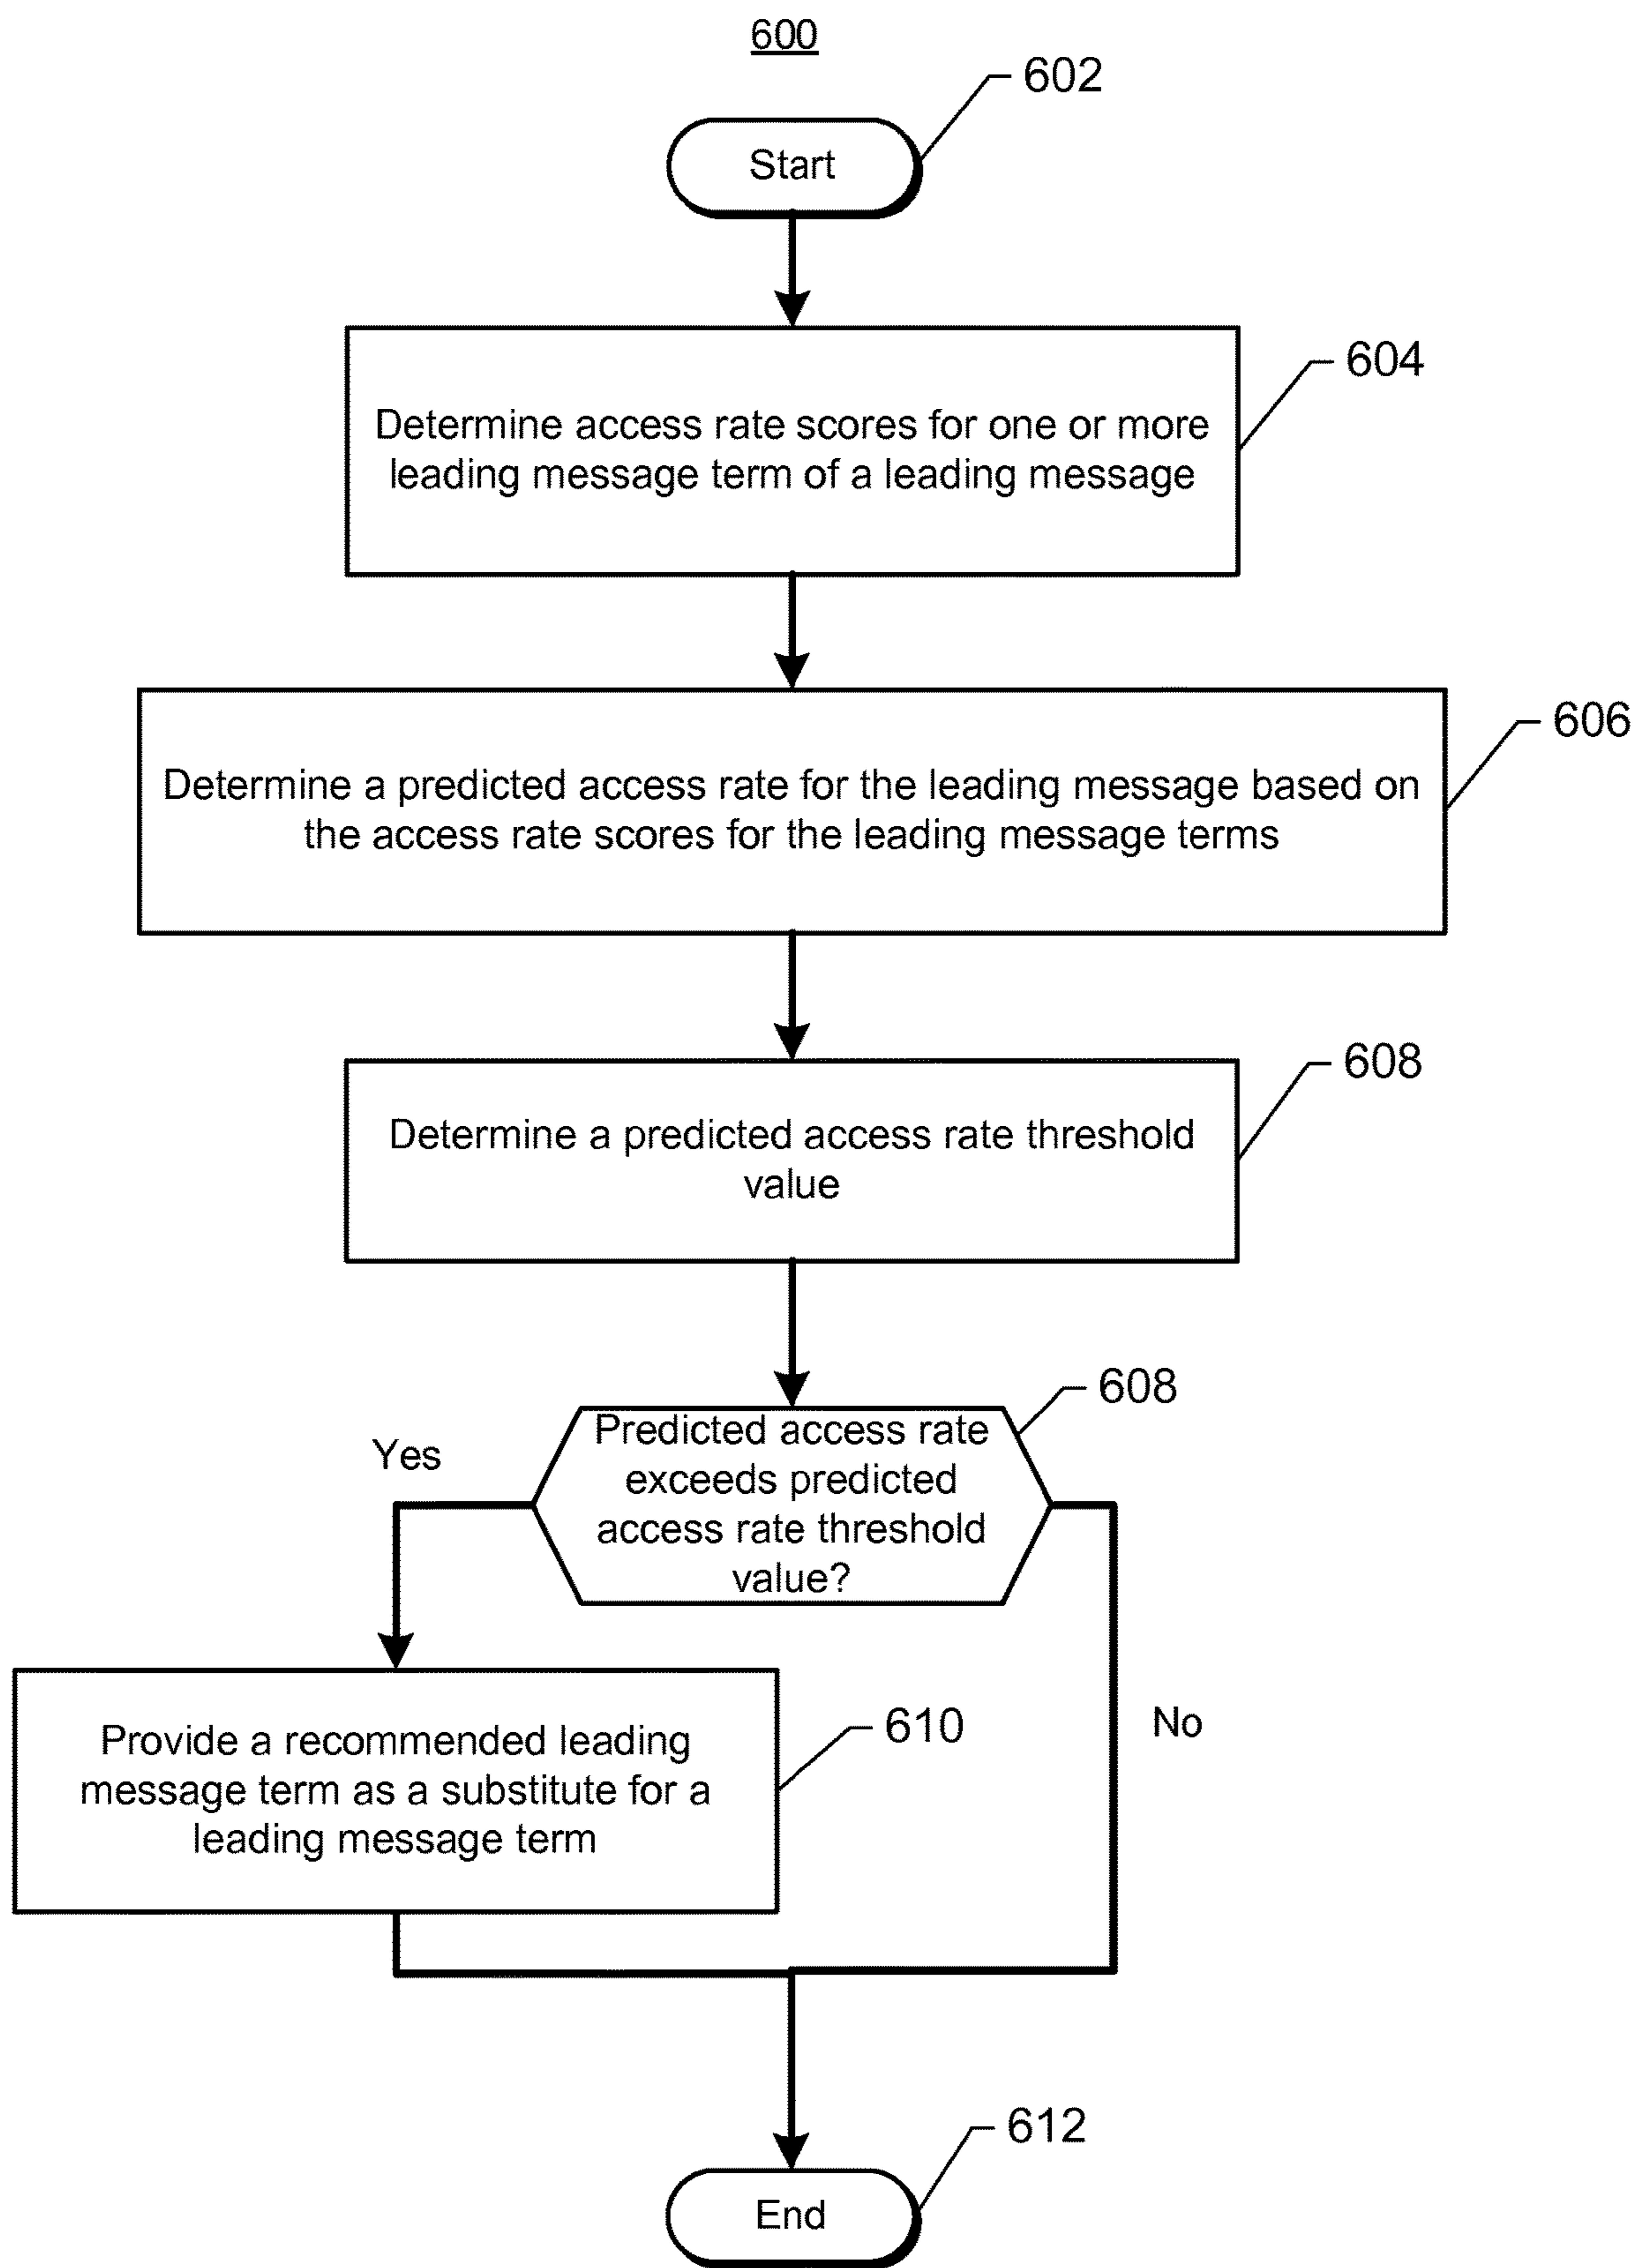 600
602
Start
604
Determine access rate scores for one or more
leading message term of a leading message
606
Determine a predicted access rate for the leading message based on
the access rate scores for the leading message terms
608
Determine a predicted access rate threshold
value
608
Predicted access rate
exceeds predicted
access rate threshold
value?
Yes
No
610
Provide a recommended leading
message term as a substitute for a
leading message term
612
End